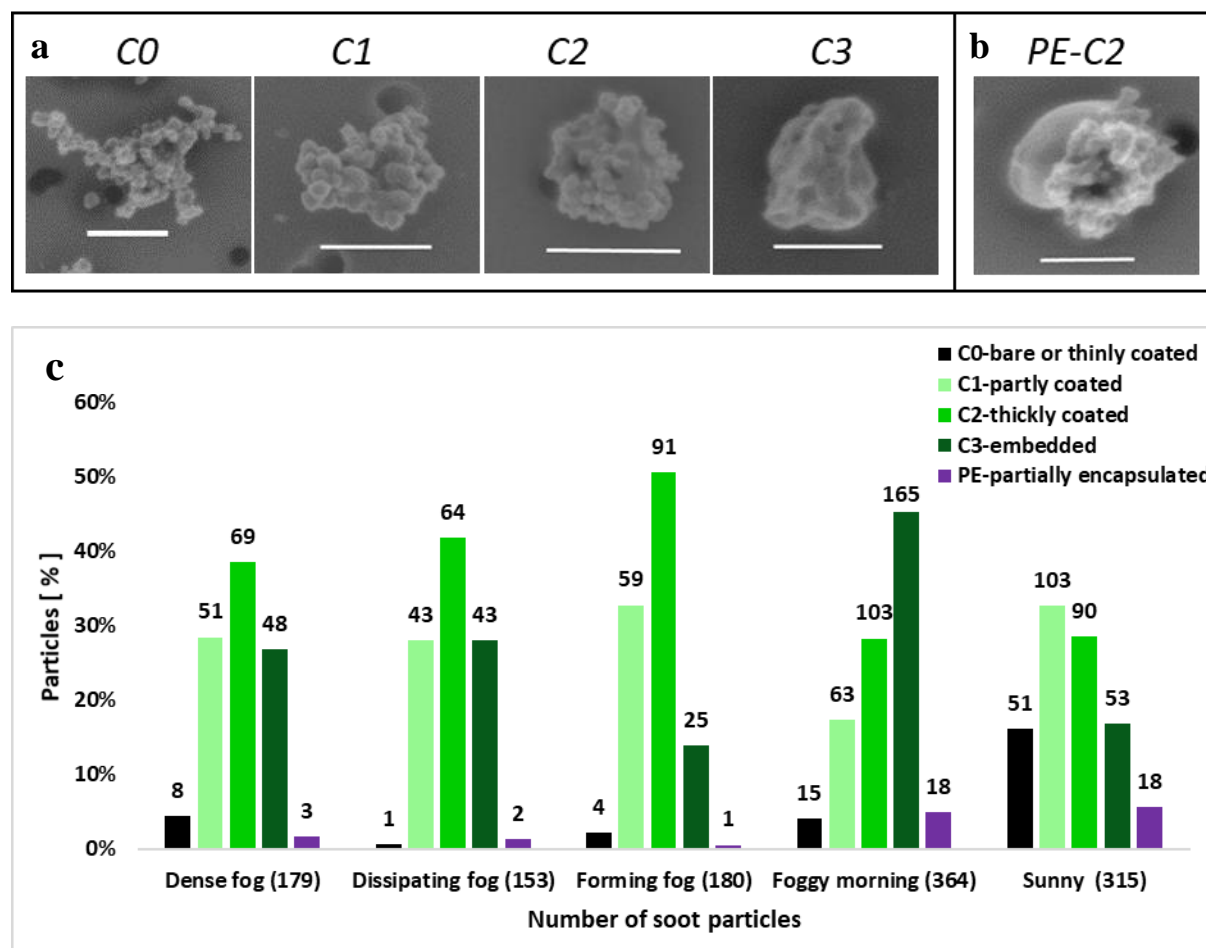 a C0 C1 C2 C3 b PE-C2
c
C0-bare or thinly coated
C1-partly coated
C2-thickly coated
C3-embedded
PE-partially encapsulated
60%
50%
40%
30%
20%
10%
0%
Particles [ % ]
8 51 69 48 3
1 43 64 43 2
4 59 91 25 1
15 63 103 165 18
51 103 90 53 18
Dense fog (179) Dissipating fog (153) Forming fog (180) Foggy morning (364) Sunny (315)
Number of soot particles